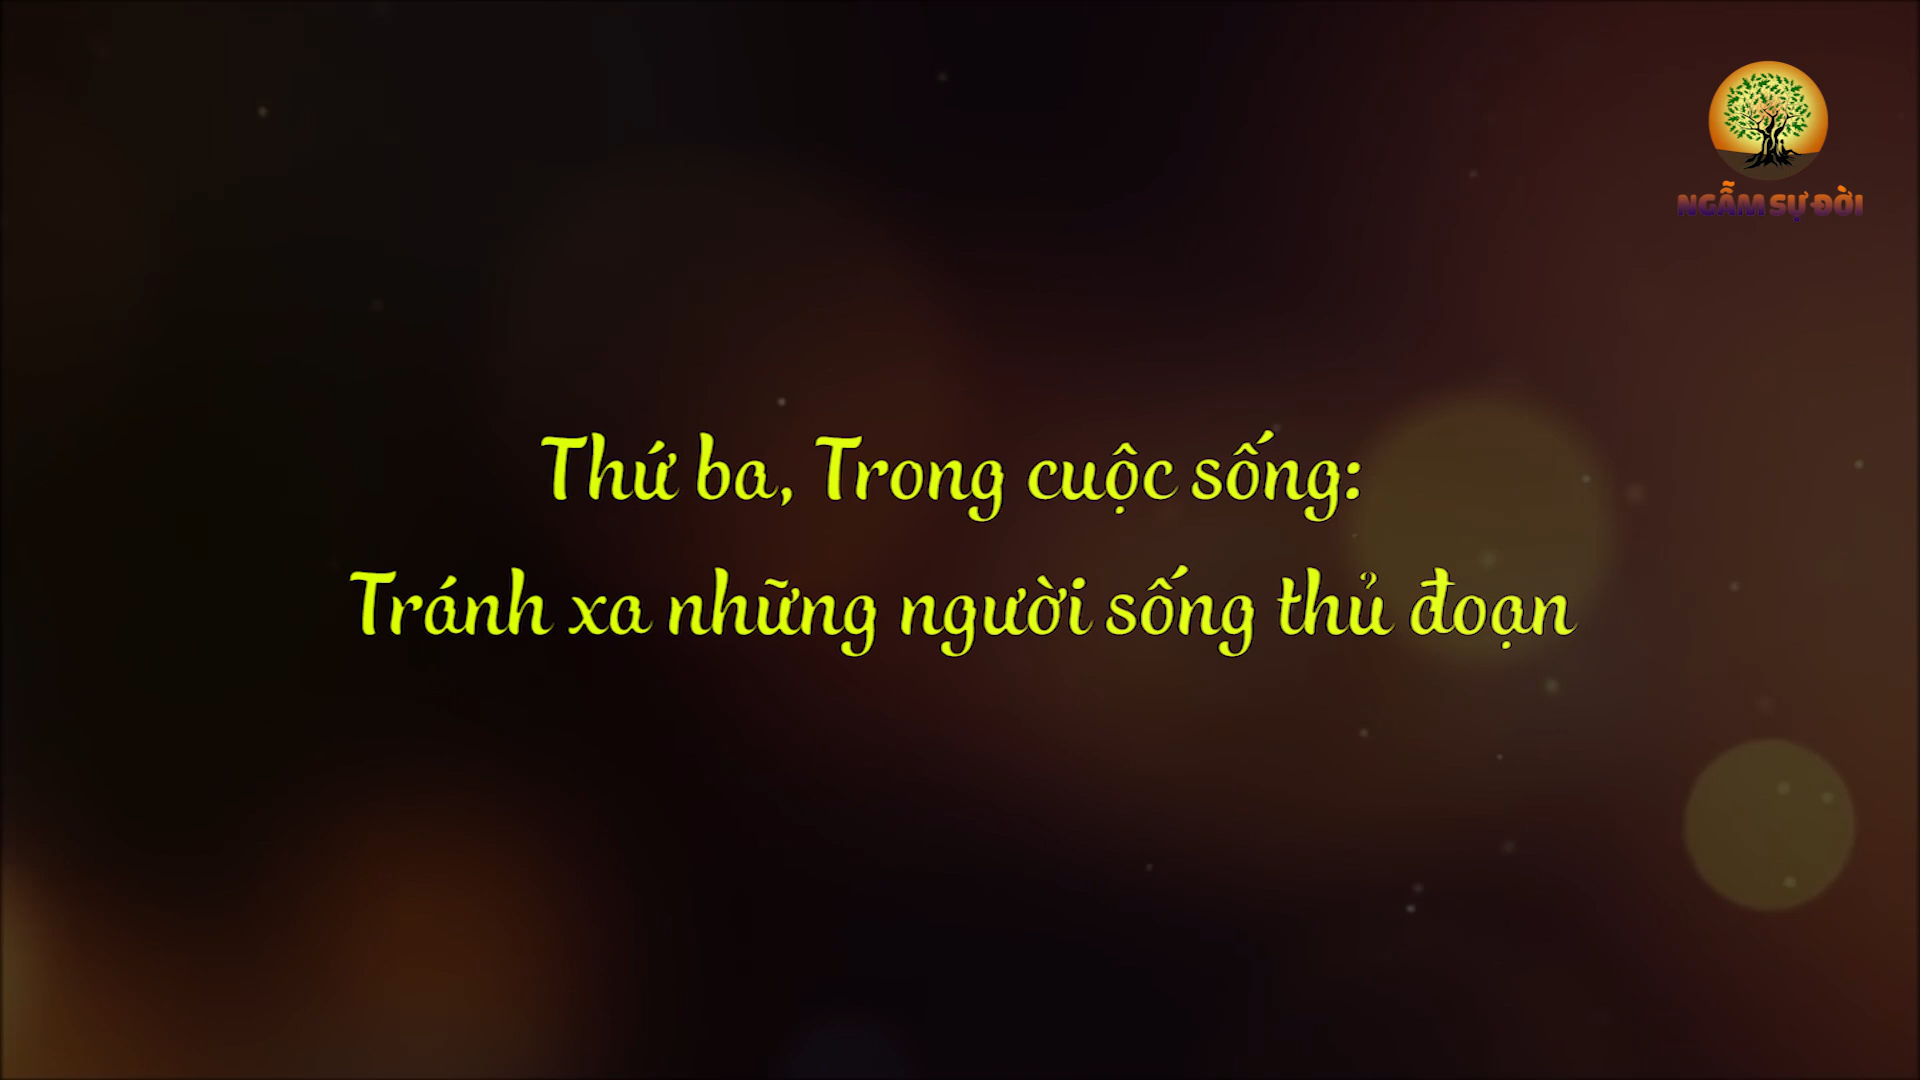 NGẪM SỰ ĐỜI
Thứ ba, Trong cuộc sống:
Tránh xa những người sống thủ đoạn